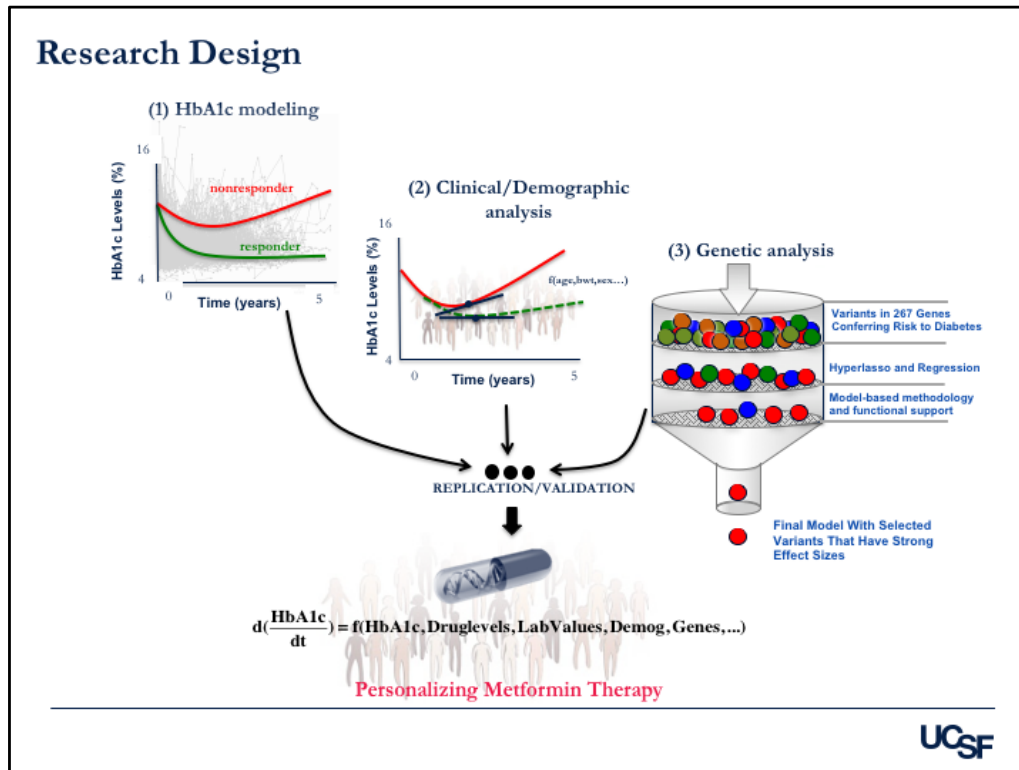 Research Design
(1) HbA1c modeling
16
HbA1c Levels (%)
nonresponder
responder
4
0
Time (years)
5
(2) Clinical/Demographic
analysis
16
HbA1c Levels (%)
f(age,bwt,sex...)
4
0
Time (years)
5
(3) Genetic analysis
Variants in 267 Genes
Conferring Risk to Diabetes
Hyperlasso and Regression
Model-based methodology
and functional support
Final Model With Selected
Variants That Have Strong
Effect Sizes
REPLICATION/VALIDATION
d(HbA1c/dt) = f(HbA1c,Druglevels,LabValues,Demog,Genes,...)
Personalizing Metformin Therapy
UCSF